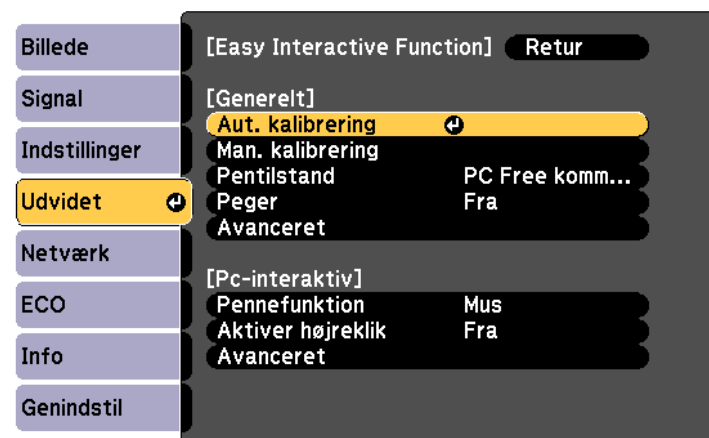 Billede
Signal
Indstillinger
Udvidet
Netværk
ECO
Info
Genindstil
[Easy Interactive Function] Retur
[Generelt]
Aut. kalibrering
Man. kalibrering
Pentilstand PC Free komm...
Peger Fra
Avanceret
[Pc-interaktiv]
Pennefunktion Mus
Aktiver højreklik Fra
Avanceret